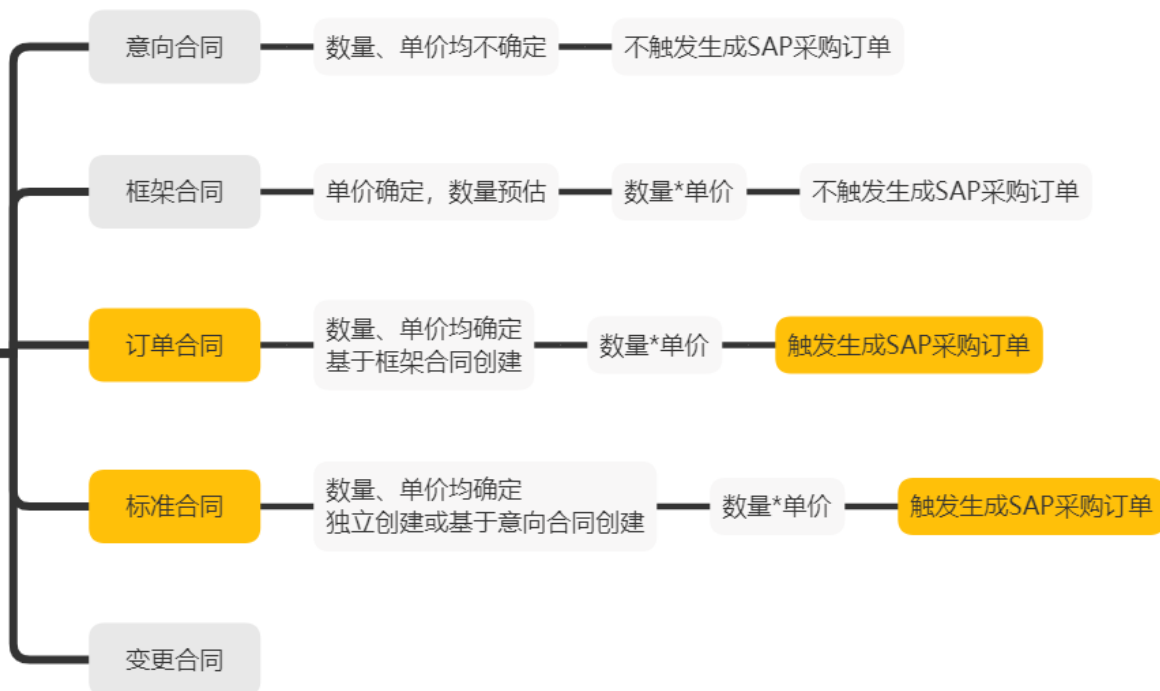 意向合同
数量、单价均不确定
不触发生成SAP采购订单
框架合同
单价确定，数量预估
数量*单价
不触发生成SAP采购订单
订单合同
数量、单价均确定
基于框架合同创建
数量*单价
触发生成SAP采购订单
标准合同
数量、单价均确定
独立创建或基于意向合同创建
数量*单价
触发生成SAP采购订单
变更合同